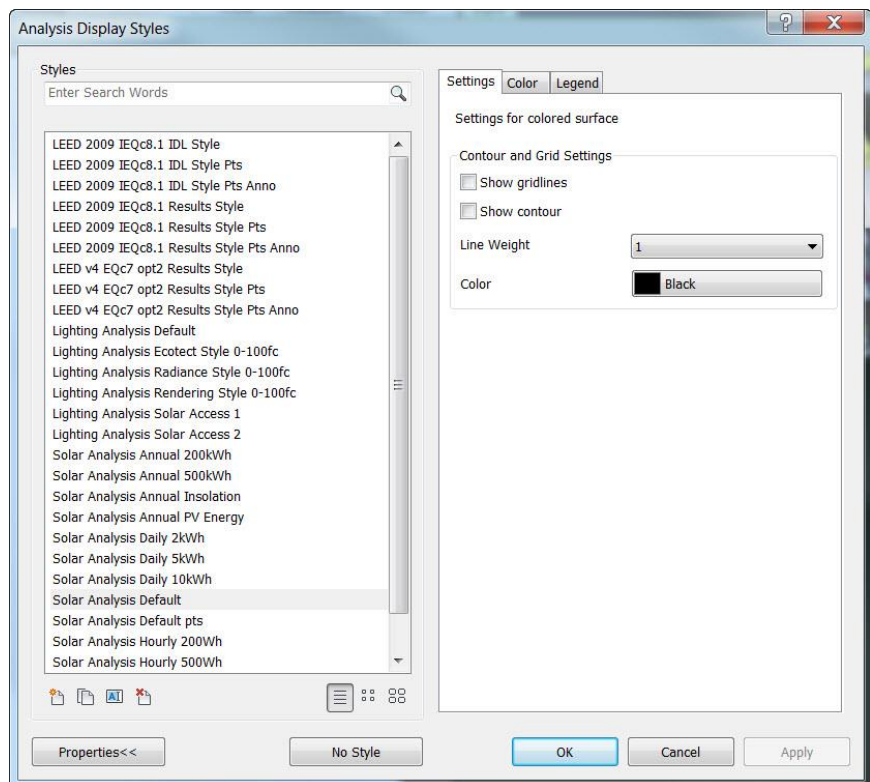 Analysis Display Styles
Styles
Enter Search Words
LEED 2009 IEQc8.1 IDL Style
LEED 2009 IEQc8.1 IDL Style Pts
LEED 2009 IEQc8.1 IDL Style Pts Anno
LEED 2009 IEQc8.1 Results Style
LEED 2009 IEQc8.1 Results Style Pts
LEED 2009 IEQc8.1 Results Style Pts Anno
LEED v4 EQc7 opt2 Results Style
LEED v4 EQc7 opt2 Results Style Pts
LEED v4 EQc7 opt2 Results Style Pts Anno
Lighting Analysis Default
Lighting Analysis Ecotect Style 0-100fc
Lighting Analysis Radiance Style 0-100fc
Lighting Analysis Rendering Style 0-100fc
Lighting Analysis Solar Access 1
Lighting Analysis Solar Access 2
Solar Analysis Annual 200kWh
Solar Analysis Annual 500kWh
Solar Analysis Annual Insolation
Solar Analysis Annual PV Energy
Solar Analysis Daily 2kWh
Solar Analysis Daily 5kWh
Solar Analysis Daily 10kWh
Solar Analysis Default
Solar Analysis Default pts
Solar Analysis Hourly 200Wh
Solar Analysis Hourly 500Wh
AI
Settings Color Legend
Settings for colored surface
Contour and Grid Settings
Show gridlines
Show contour
Line Weight 1
Color Black
Properties<< No Style OK Cancel Apply